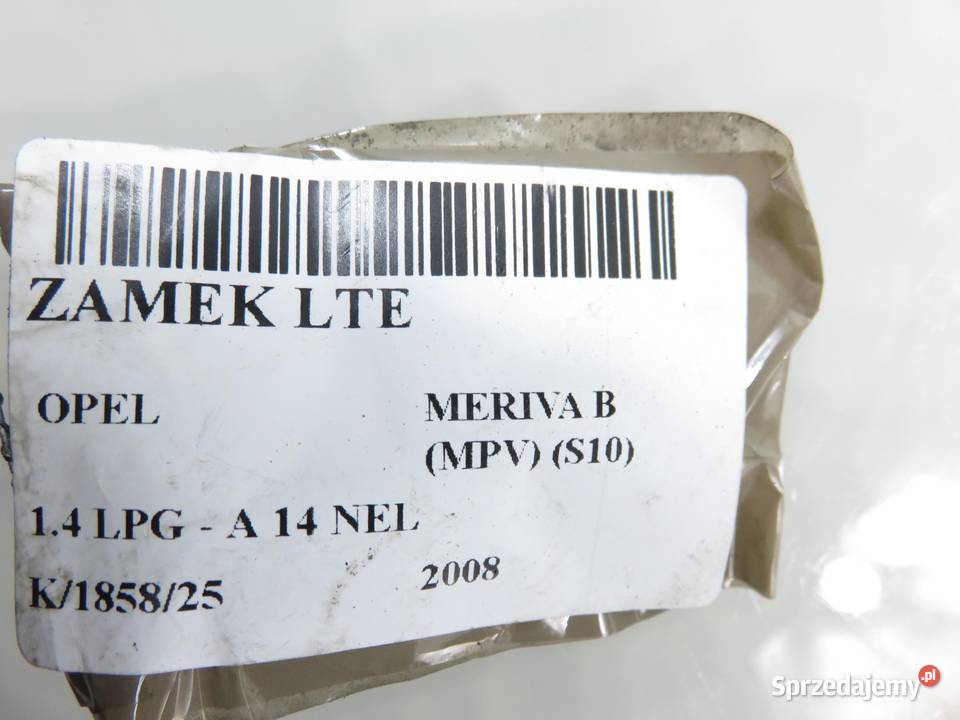 ZAMEK LTE
OPEL
MERIVA B
(MPV) (S10)
1.4 LPG - A 14 NEL
K/1858/25
2008
Sprzedajemy.pl